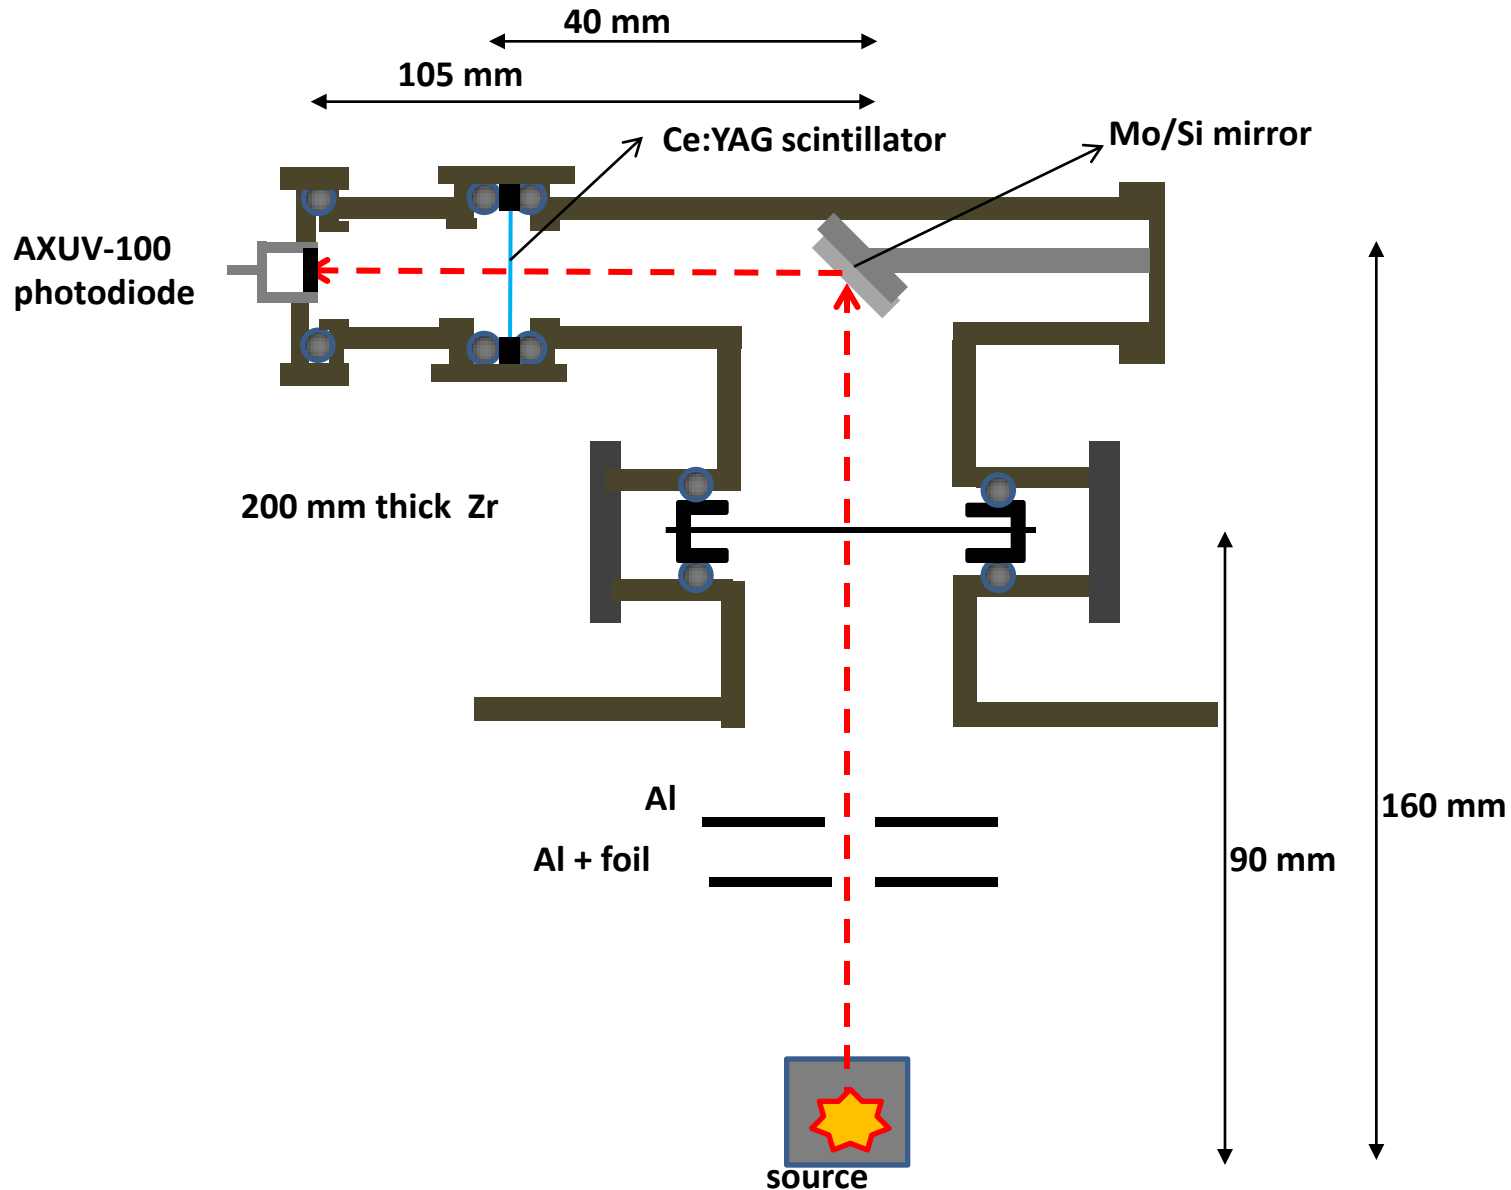 40 mm
105 mm
Ce:YAG scintillator
Mo/Si mirror
AXUV-100
photodiode
200 mm thick Zr
Al
Al + foil
160 mm
90 mm
source